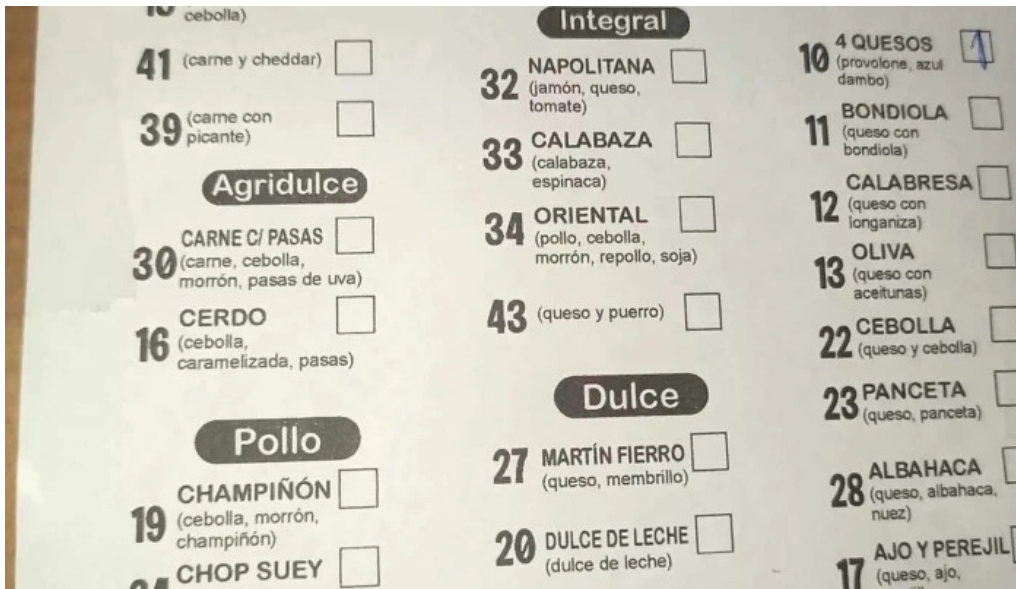 cebolla)
41 (carne y cheddar)
39 (carne con
picante)
Agridulce
30 CARNE C/ PASAS
(carne, cebolla,
morrón, pasas de uva)
16 CERDO
(cebolla,
caramelizada, pasas)
Pollo
19 CHAMPIÑÓN
(cebolla, morrón,
champiñón)
CHOP SUEY
Integral
32 NAPOLITANA
(jamón, queso,
tomate)
33 CALABAZA
(calabaza,
espinaca)
34 ORIENTAL
(pollo, cebolla,
morrón, repollo, soja)
43 (queso y puerro)
Dulce
27 MARTÍN FIERRO
(queso, membrillo)
20 DULCE DE LECHE
(dulce de leche)
10 4 QUESOS 1
(provolone, azul
dambo)
11 BONDIOLA
(queso con
bondiola)
12 CALABRESA
(queso con
longaniza)
13 OLIVA
(queso con
aceitunas)
22 CEBOLLA
(queso y cebolla)
23 PANCETA
(queso, panceta)
28 ALBAHACA
(queso, albahaca,
nuez)
17 AJO Y PEREJIL
(queso, ajo,